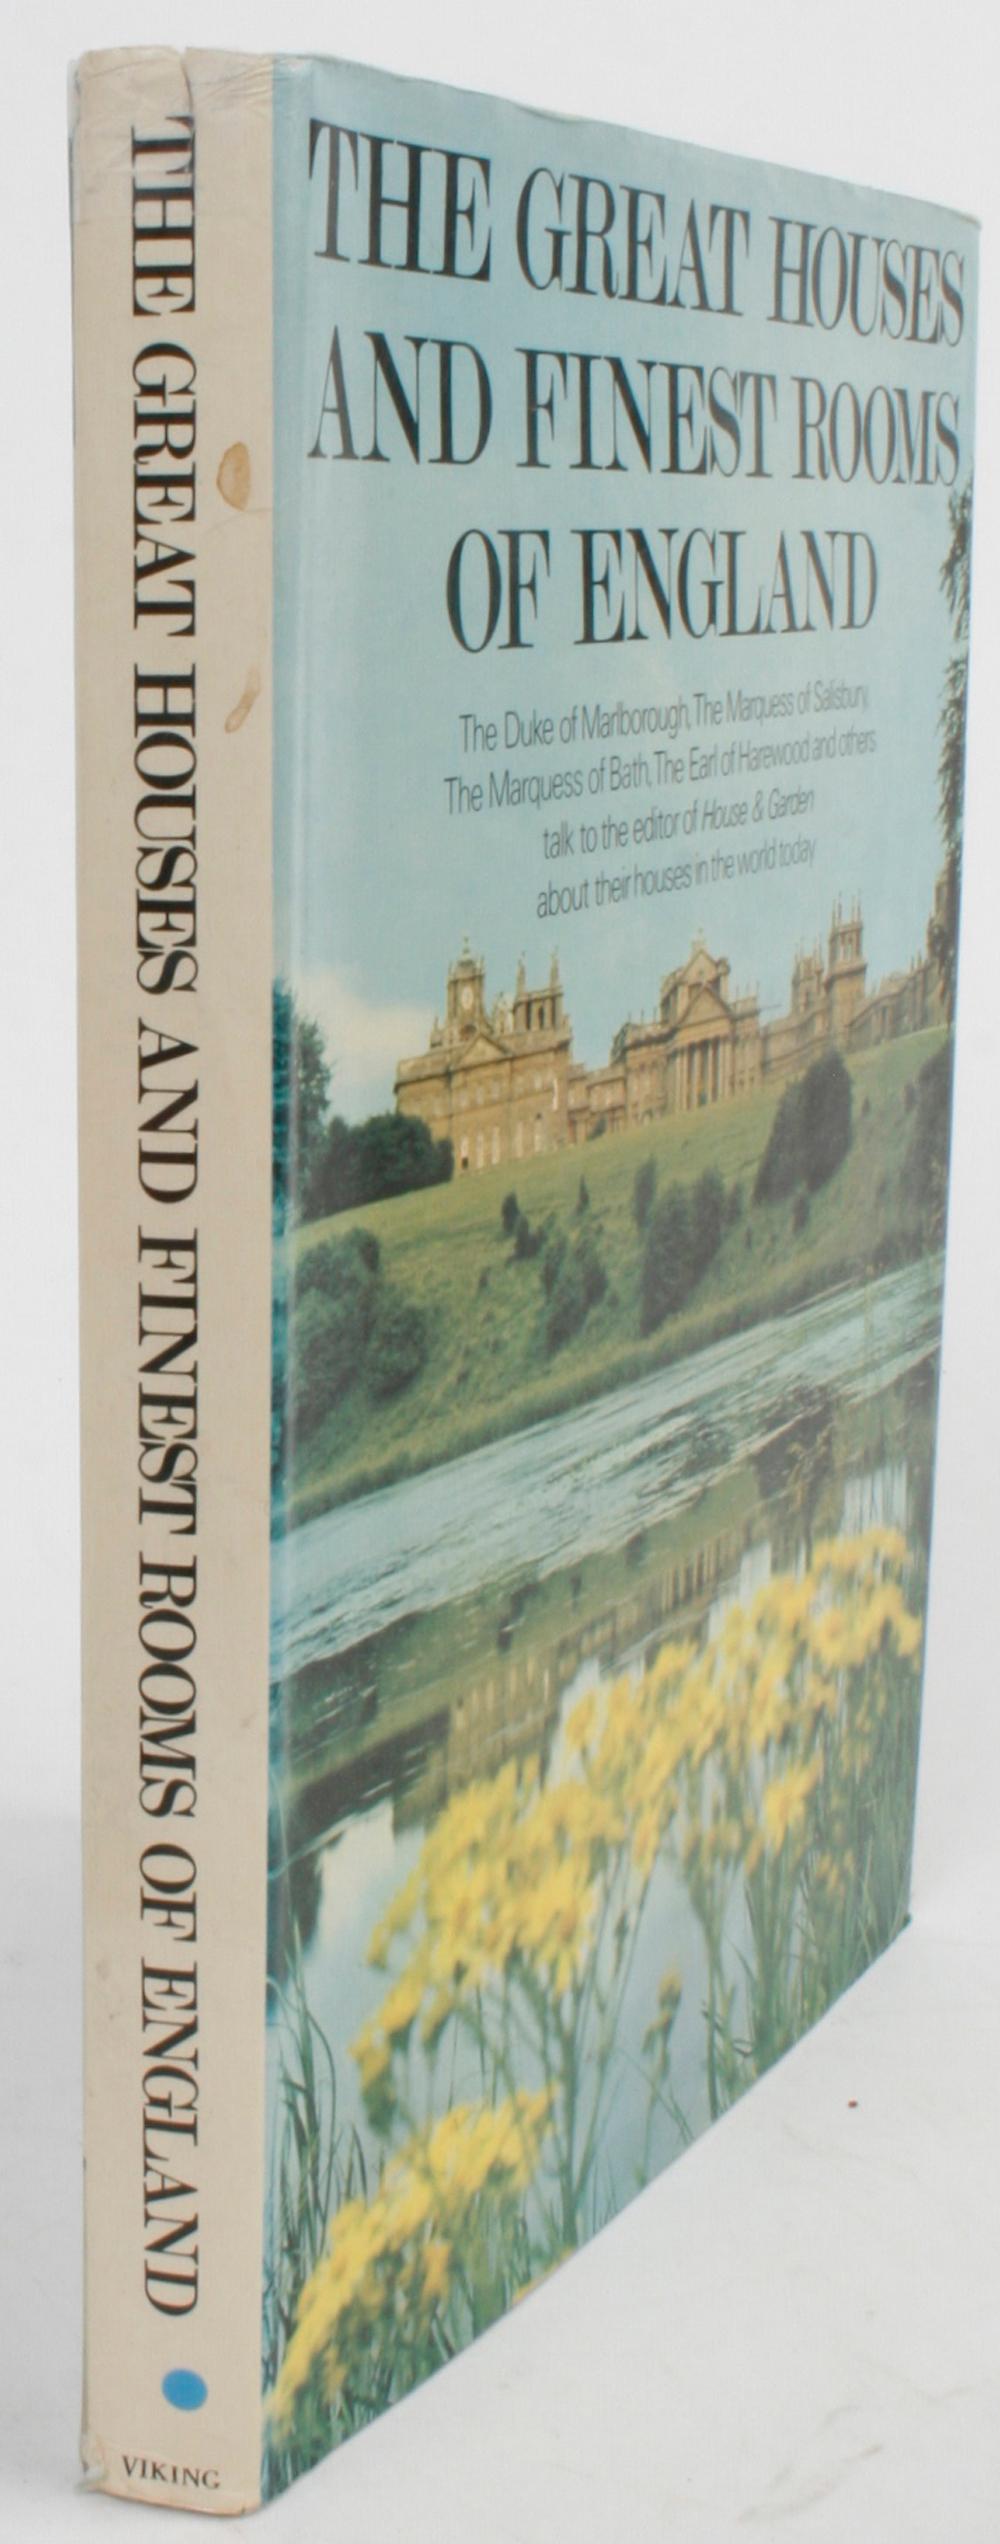 THE GREAT HOUSES AND FINEST ROOMS OF ENGLAND
VIKING
THE GREAT HOUSES
AND FINEST ROOMS
OF ENGLAND
The Duke of Marlborough, The Marquess of Salisbury,
The Marquess of Bath, The Earl of Harewood and others
talk to the editor of House & Garden
about their houses in the world today